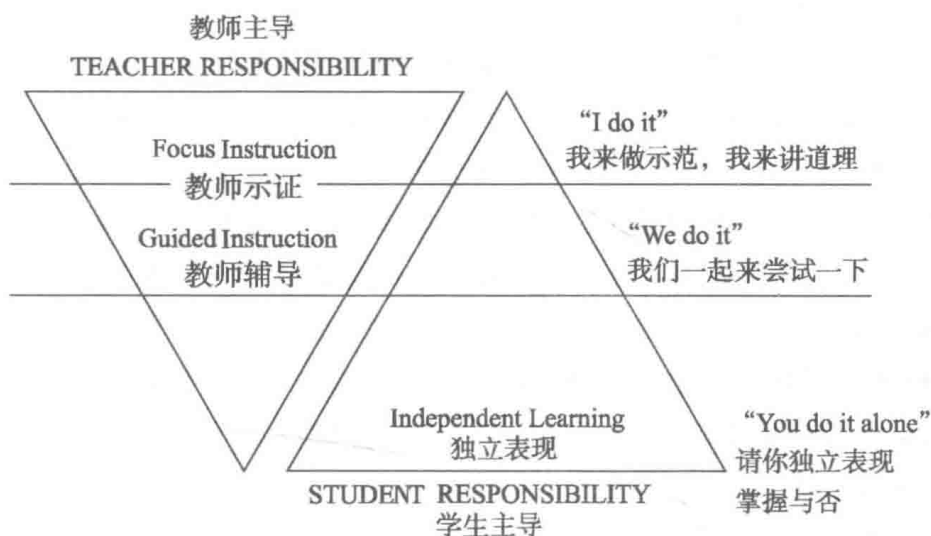 教师主导
TEACHER RESPONSIBILITY
Focus Instruction
教师示证
“I do it”
我来做示范，我来讲道理
Guided Instruction
教师辅导
“We do it”
我们一起来尝试一下
Independent Learning
独立表现
“You do it alone”
请你独立表现
掌握与否
STUDENT RESPONSIBILITY
学生主导